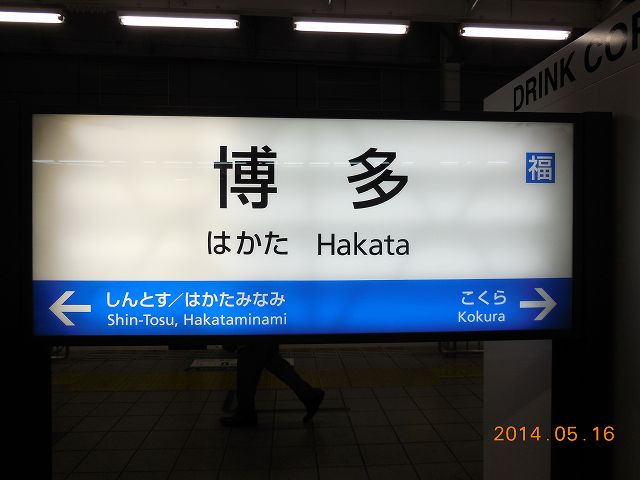 DRINK COR
博多
福
はかた Hakata
しんとす／はかたみなみ
Shin-Tosu, Hakataminami
こくら
Kokura
2014.05.16